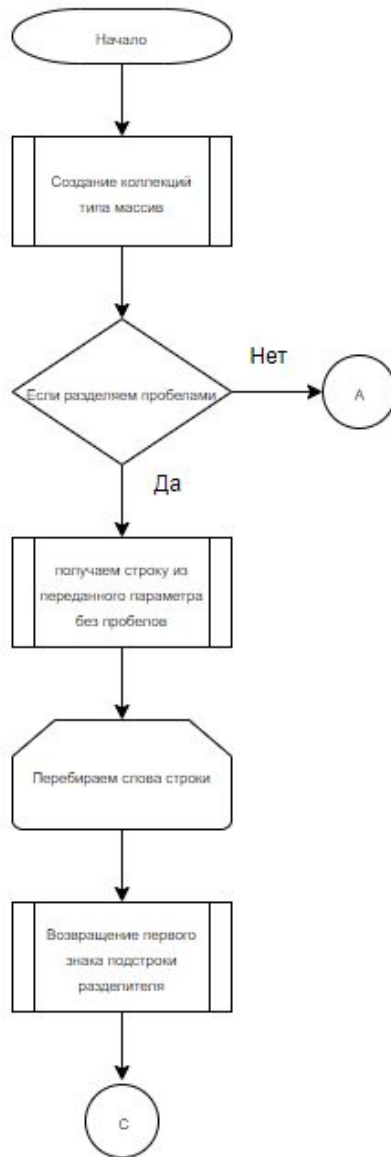 Начало
Создание коллекций
типа массив
Если разделяем пробелами
Нет
А
Да
получаем строку из
переданного параметра
без пробелов
Перебираем слова строки
Возвращение первого
знака подстроки
разделителя
С